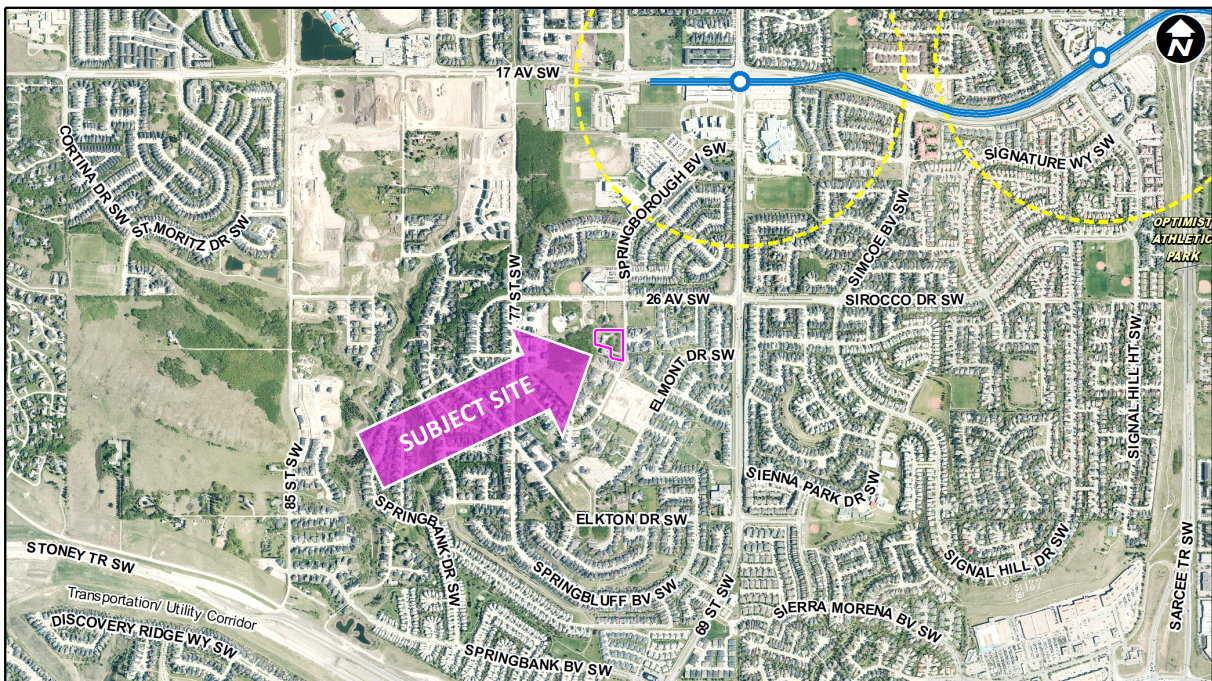 N
17 AV SW
CORTINA DR SW
ST MORITZ DR SW
SPRINGBOROUGH BV SW
SIGNATURE WY SW
SIMCOE BV SW
OPTIMIST
ATHLETIC
PARK
77 ST SW
26 AV SW
SIROCCO DR SW
SIGNAL HILL HT SW
ELMONT DR SW
SUBJECT SITE
85 ST SW
SIENNA PARK DR SW
SPRINGBANK DR SW
ELKTON DR SW
SIGNAL HILL DR SW
STONEY TR SW
SPRINGBLUFF BV SW
69 ST SW
SIERRA MORENA BV SW
SARCEE TR SW
Transportation/ Utility Corridor
DISCOVERY RIDGE WY SW
SPRINGBANK BV SW